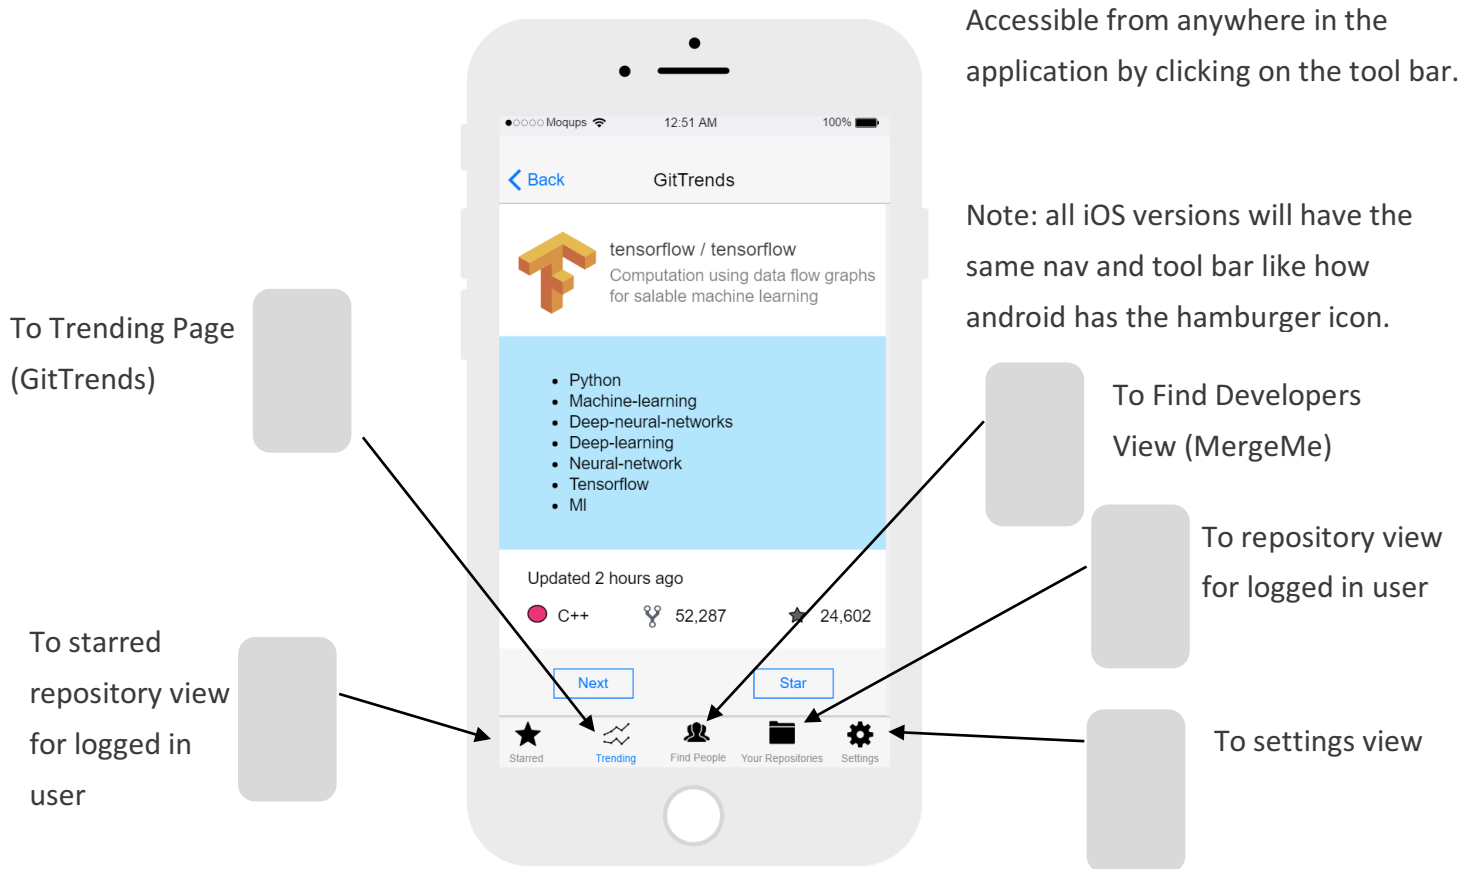 Accessible from anywhere in the
application by clicking on the tool bar.
Moqups
12:51 AM
100%
Back
GitTrends
Note: all iOS versions will have the
same nav and tool bar like how
android has the hamburger icon.
tensorflow / tensorflow
Computation using data flow graphs
for salable machine learning
To Trending Page
(GitTrends)
• Python
• Machine-learning
• Deep-neural-networks
• Deep-learning
• Neural-network
• Tensorflow
• Ml
To Find Developers
View (MergeMe)
To repository view
for logged in user
Updated 2 hours ago
C++
52,287
24,602
To starred
repository view
for logged in
user
Next
Star
To settings view
Starred
Trending
Find People
Your Repositories
Settings